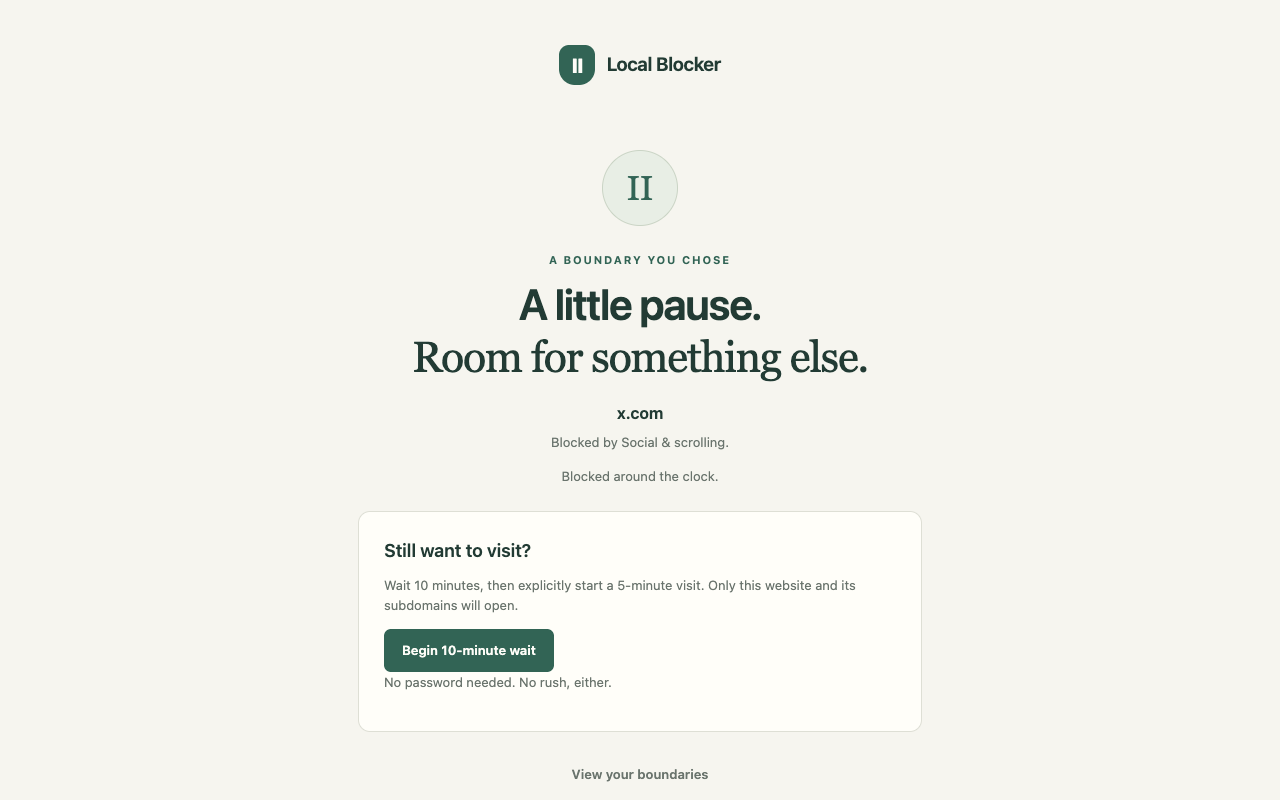 Local Blocker
II
A BOUNDARY YOU CHOSE
A little pause.
Room for something else.
x.com
Blocked by Social & scrolling.
Blocked around the clock.
Still want to visit?
Wait 10 minutes, then explicitly start a 5-minute visit. Only this website and its
subdomains will open.
Begin 10-minute wait
No password needed. No rush, either.
View your boundaries